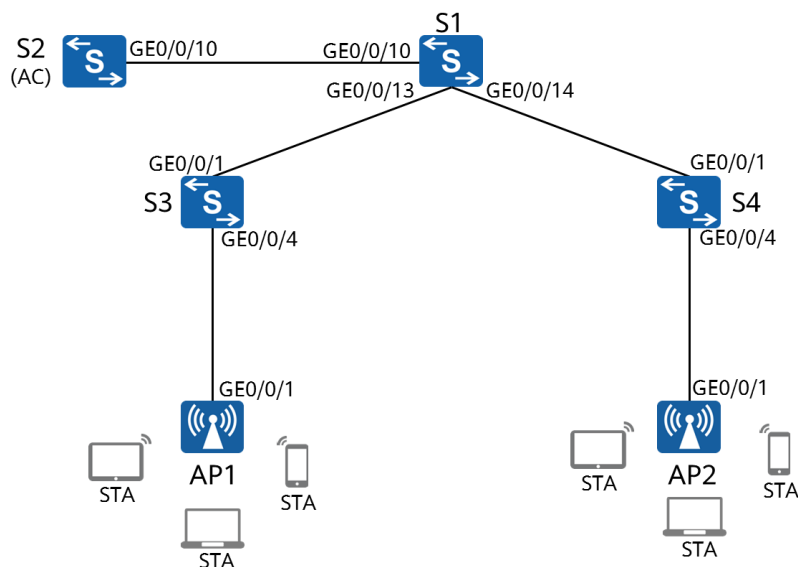 S1
S2
(AC)
GE0/0/10
GE0/0/10
S
S
GE0/0/13
GE0/0/14
GE0/0/1
GE0/0/1
S3
S
S
S4
GE0/0/4
GE0/0/4
GE0/0/1
GE0/0/1
STA
AP1
STA
STA
STA
AP2
STA
STA